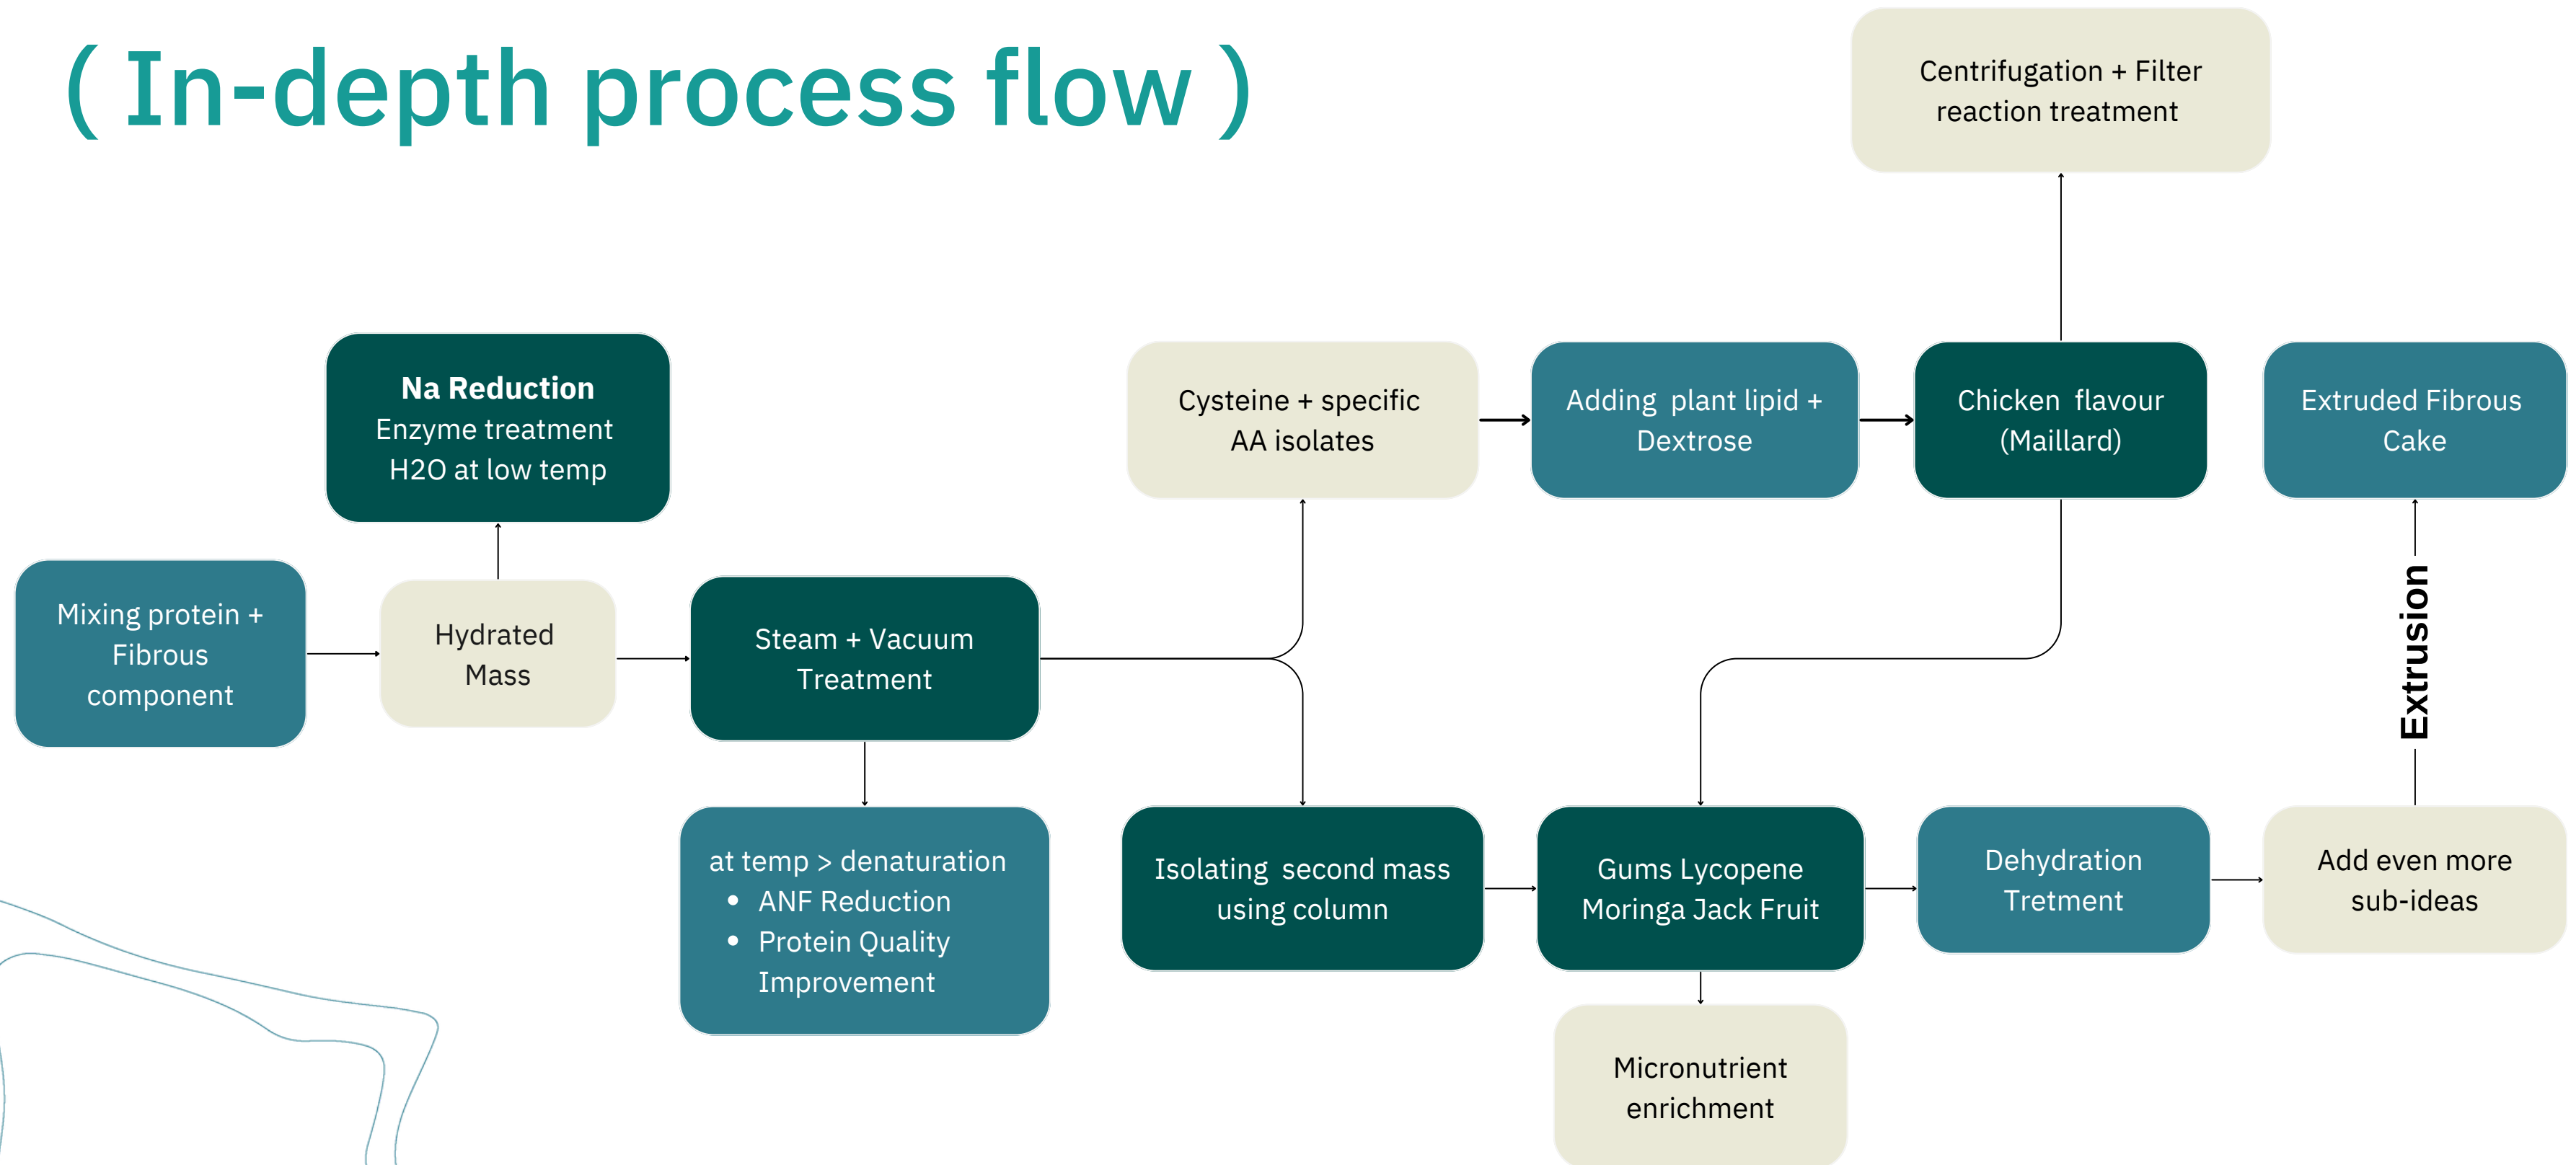 ( In-depth process flow )
Centrifugation + Filter
reaction treatment
Na Reduction
Enzyme treatment
H2O at low temp
Cysteine + specific
AA isolates
Adding plant lipid +
Dextrose
Chicken flavour
(Maillard)
Extruded Fibrous
Cake
Mixing protein +
Fibrous
component
Hydrated
Mass
Steam + Vacuum
Treatment
Extrusion
at temp > denaturation
• ANF Reduction
• Protein Quality
Improvement
Isolating second mass
using column
Gums Lycopene
Moringa Jack Fruit
Dehydration
Tretment
Add even more
sub-ideas
Micronutrient
enrichment